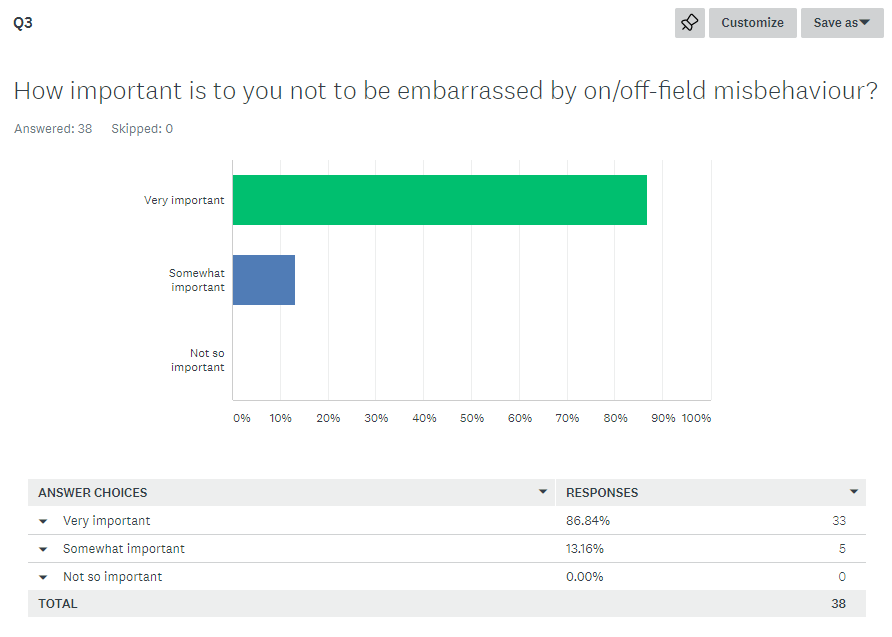 Q3
Customize
Save as
How important is to you not to be embarrassed by on/off-field misbehaviour?
Answered: 38 Skipped: 0
Very important
Somewhat
important
Not so
important
0% 10% 20% 30% 40% 50% 60% 70% 80% 90% 100%
ANSWER CHOICES RESPONSES
Very important 86.84% 33
Somewhat important 13.16% 5
Not so important 0.00% 0
TOTAL 38